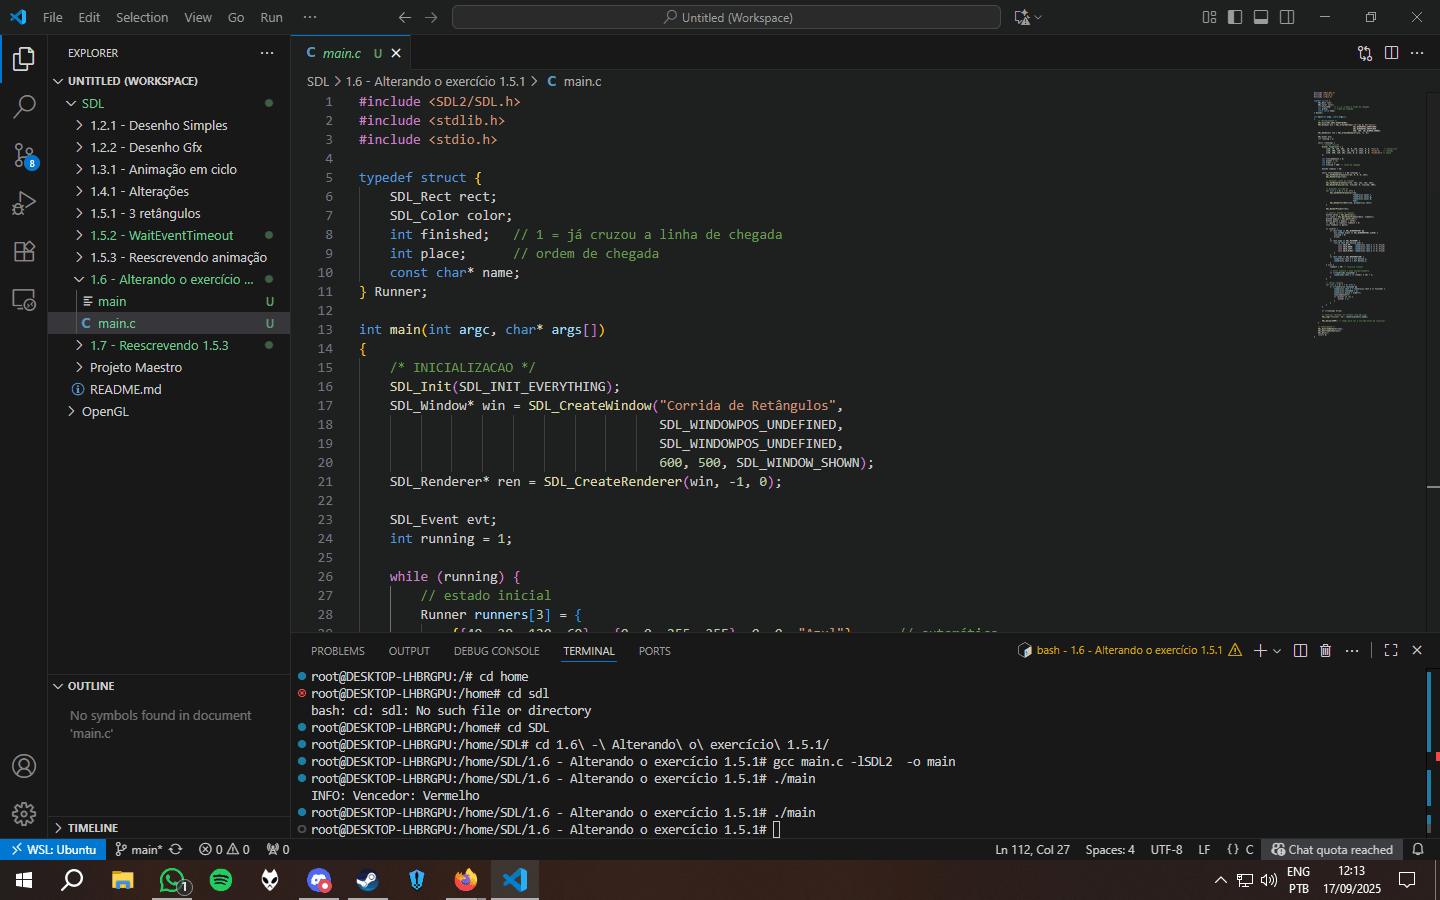 File Edit Selection View Go Run ··· Untitled (Workspace)
EXPLORER ···
UNTITLED (WORKSPACE)
SDL
1.2.1 - Desenho Simples
1.2.2 - Desenho Gfx
1.3.1 - Animação em ciclo
1.4.1 - Alterações
1.5.1 - 3 retângulos
1.5.2 - WaitEventTimeout
1.5.3 - Reescrevendo animação
1.6 - Alterando o exercício ...
main U
C main.c U
1.7 - Reescrevendo 1.5.3
Projeto Maestro
README.md
OpenGL
8
OUTLINE
No symbols found in document
'main.c'
TIMELINE
C main.c U
SDL > 1.6 - Alterando o exercício 1.5.1 > C main.c
1 #include <SDL2/SDL.h>
2 #include <stdlib.h>
3 #include <stdio.h>
4
5 typedef struct {
6 SDL_Rect rect;
7 SDL_Color color;
8 int finished; // 1 = já cruzou a linha de chegada
9 int place; // ordem de chegada
10 const char* name;
11 } Runner;
12
13 int main(int argc, char* args[])
14 {
15 /* INICIALIZACAO */
16 SDL_Init(SDL_INIT_EVERYTHING);
17 SDL_Window* win = SDL_CreateWindow("Corrida de Retângulos",
18 SDL_WINDOWPOS_UNDEFINED,
19 SDL_WINDOWPOS_UNDEFINED,
20 600, 500, SDL_WINDOW_SHOWN);
21 SDL_Renderer* ren = SDL_CreateRenderer(win, -1, 0);
22
23 SDL_Event evt;
24 int running = 1;
25
26 while (running) {
27 // estado inicial
28 Runner runners[3] = {
PROBLEMS OUTPUT DEBUG CONSOLE TERMINAL PORTS bash - 1.6 - Alterando o exercício 1.5.1
root@DESKTOP-LHBRGPU:/# cd home
root@DESKTOP-LHBRGPU:/home# cd sdl
bash: cd: sdl: No such file or directory
root@DESKTOP-LHBRGPU:/home# cd SDL
root@DESKTOP-LHBRGPU:/home/SDL# cd 1.6\ -\ Alterando\ o\ exercício\ 1.5.1/
root@DESKTOP-LHBRGPU:/home/SDL/1.6 - Alterando o exercício 1.5.1# gcc main.c -lSDL2  -o main
root@DESKTOP-LHBRGPU:/home/SDL/1.6 - Alterando o exercício 1.5.1# ./main
INFO: Vencedor: Vermelho
root@DESKTOP-LHBRGPU:/home/SDL/1.6 - Alterando o exercício 1.5.1# ./main
root@DESKTOP-LHBRGPU:/home/SDL/1.6 - Alterando o exercício 1.5.1#
WSL: Ubuntu main* 0 0 0 Ln 112, Col 27 Spaces: 4 UTF-8 LF {} C Chat quota reached
1 ENG 12:13
PTB 17/09/2025